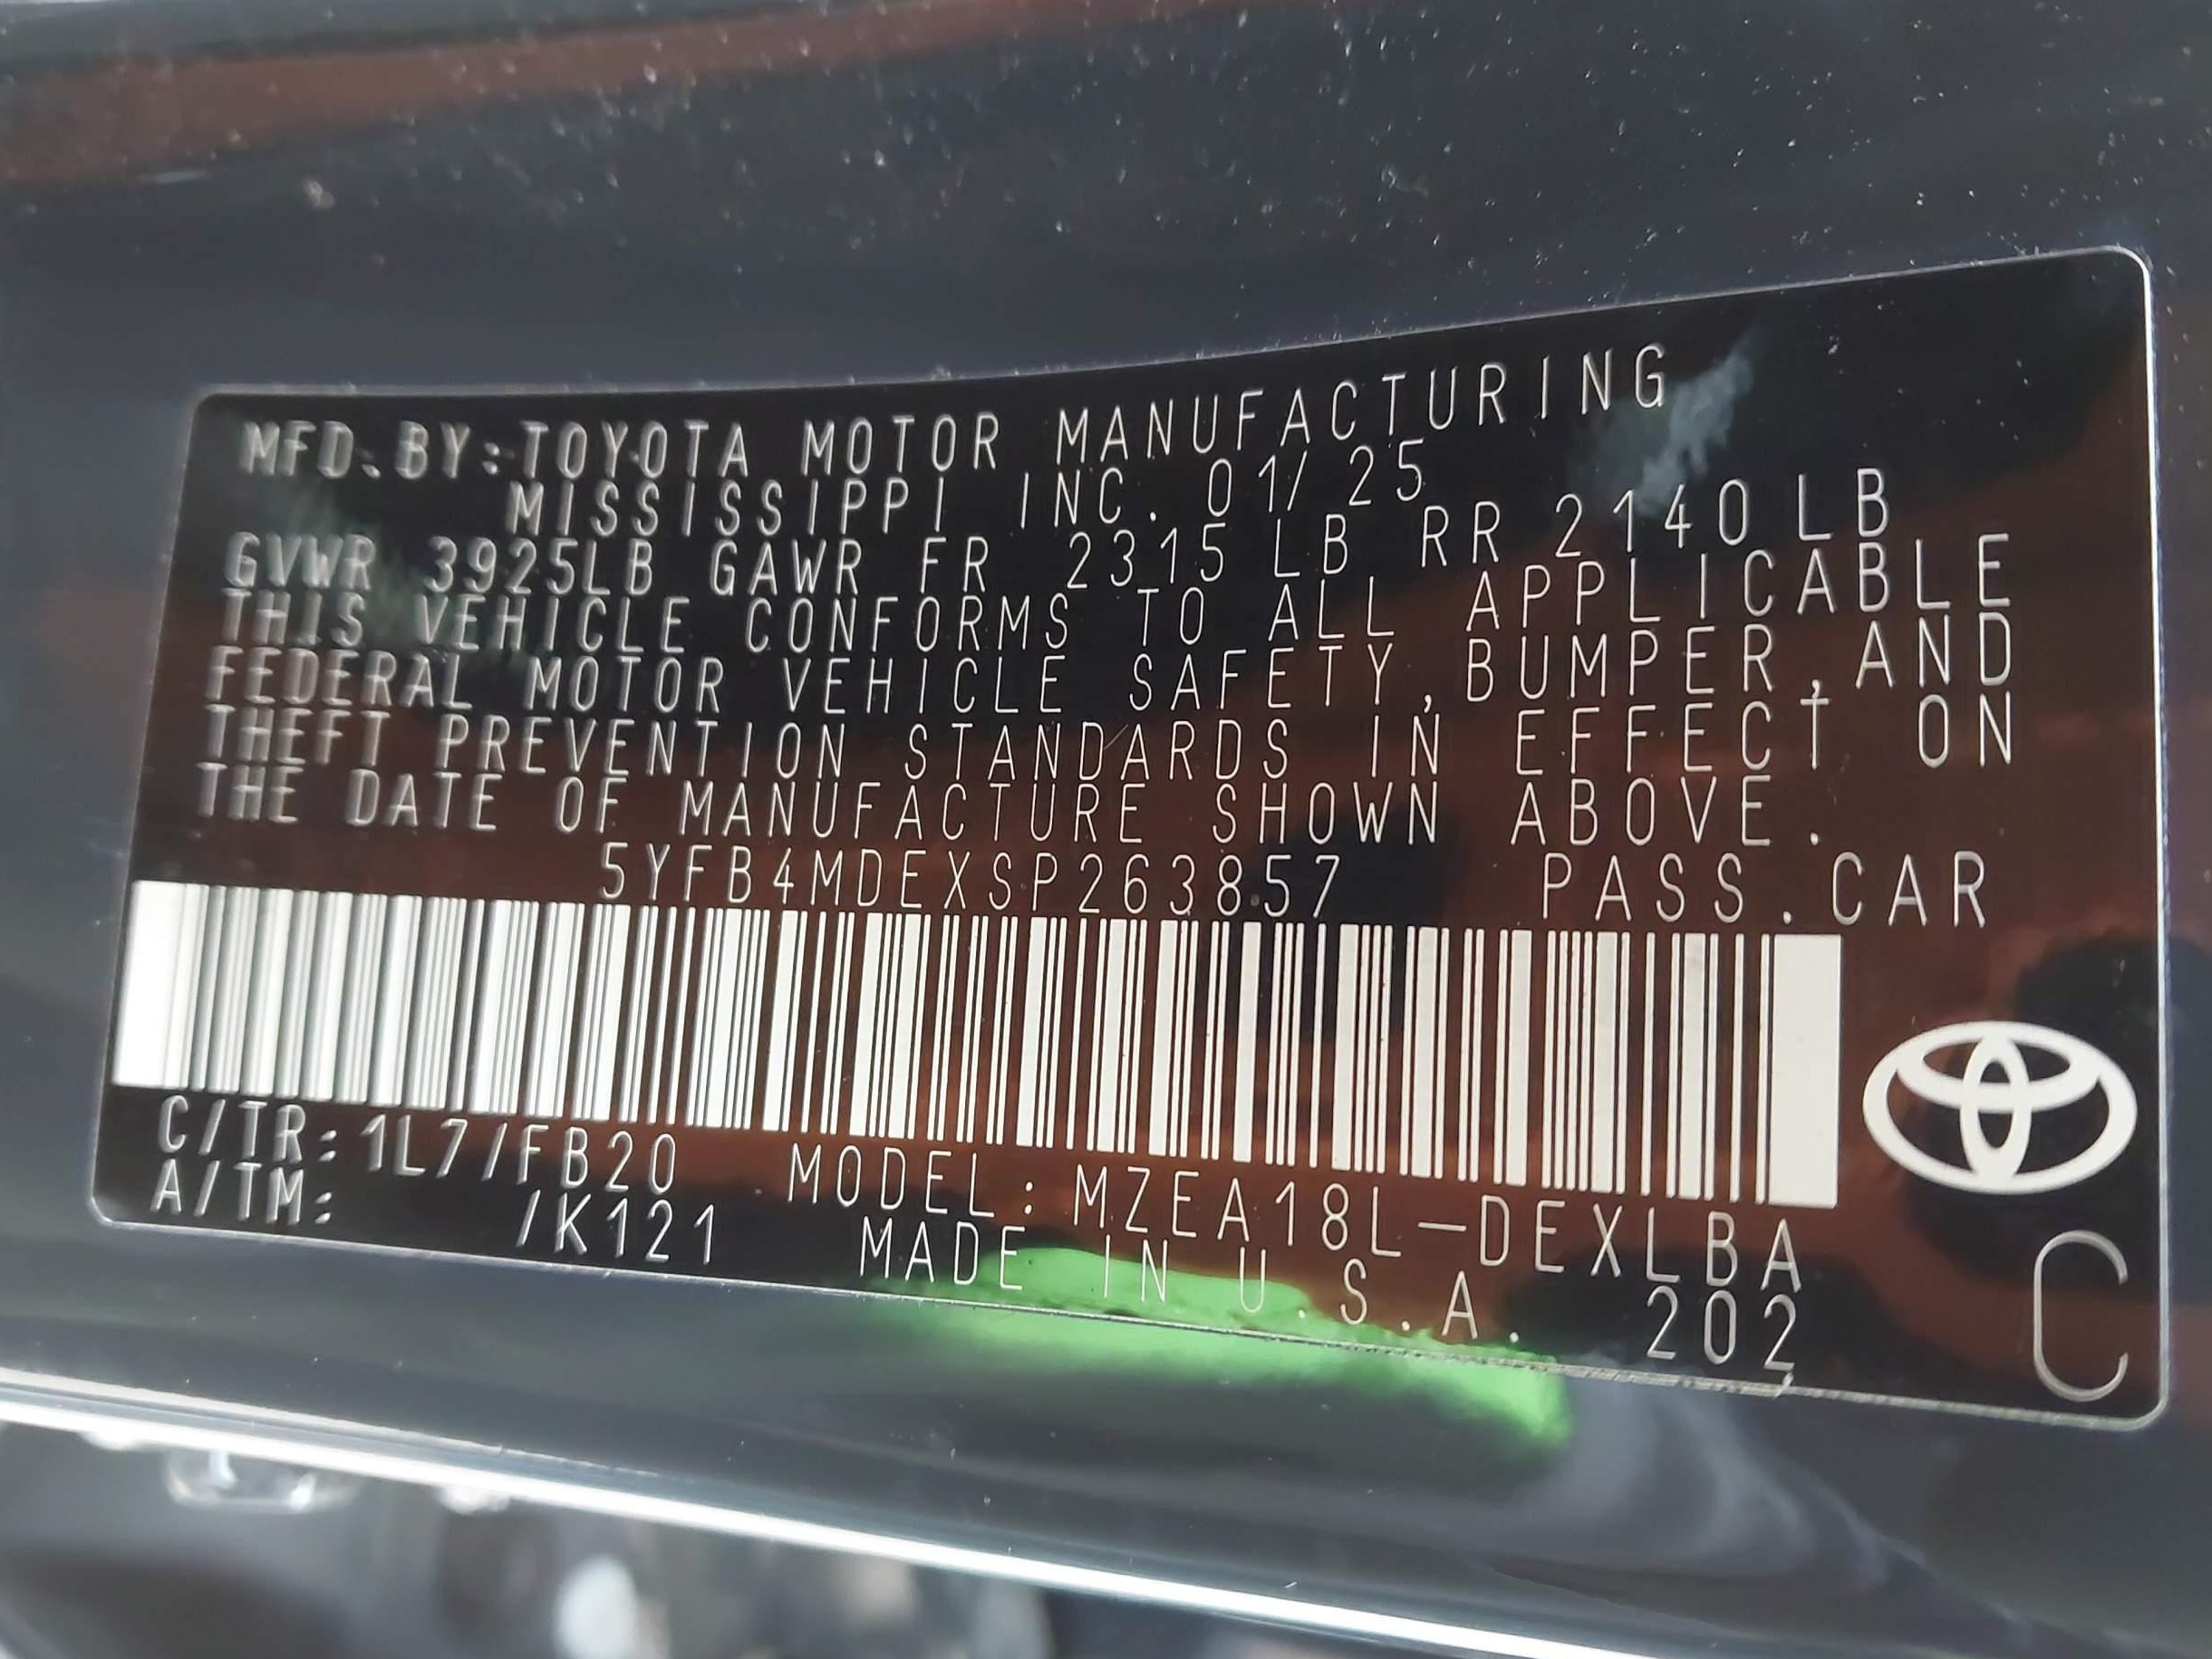 MFD. BY: TOYOTA MOTOR MANUFACTURING
MISSISSIPPI INC. 01/25
GVWR 3925LB GAWR FR 2315 LB RR 2140LB
THIS VEHICLE CONFORMS TO ALL APPLICABLE
FEDERAL MOTOR VEHICLE SAFETY, BUMPER, AND
THEFT PREVENTION STANDARDS IN EFFECT ON
THE DATE OF MANUFACTURE SHOWN ABOVE.
5YFB4MDEXSP263857 PASS. CAR
C/TR: 1L7/FB20 MODEL: MZEA18L-DEXLBA
A/TM: /K121 MADE IN U.S.A. 202
C